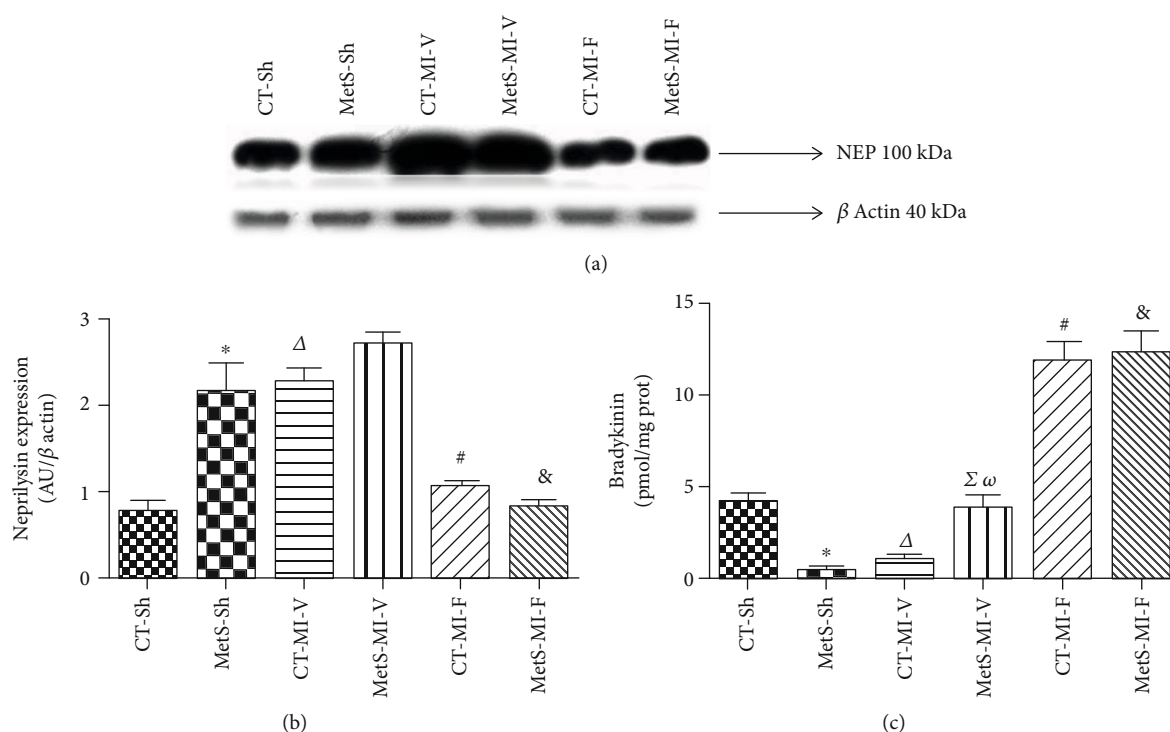 CT-Sh
MetS-Sh
CT-MI-V
MetS-MI-V
CT-MI-F
MetS-MI-F
NEP 100 kDa
β Actin 40 kDa
(a)
Neprilysin expression
(AU/β actin)
3
2
1
0
*
Δ
#
&
CT-Sh
MetS-Sh
CT-MI-V
MetS-MI-V
CT-MI-F
MetS-MI-F
(b)
Bradykinin
(pmol/mg prot)
15
10
5
0
*
Δ
Σ ω
#
&
CT-Sh
MetS-Sh
CT-MI-V
MetS-MI-V
CT-MI-F
MetS-MI-F
(c)